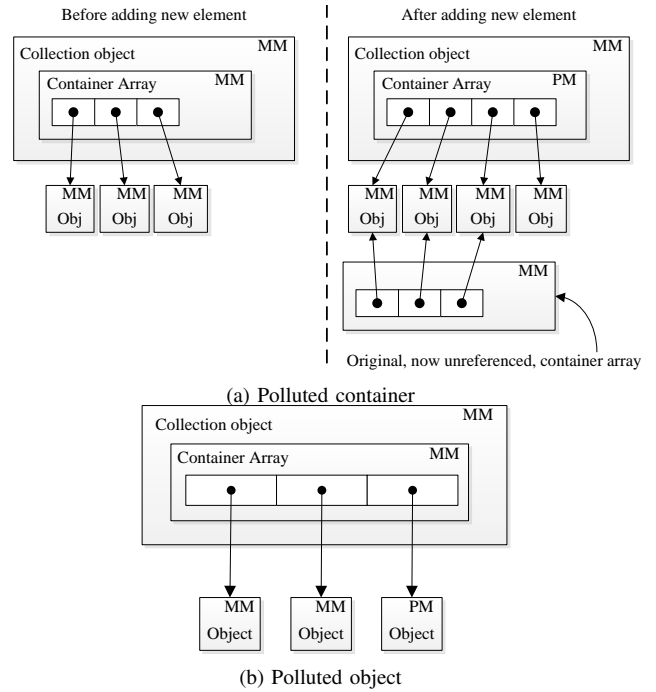 Before adding new element
After adding new element
MM
Collection object
MM
Container Array
MM
Collection object
PM
Container Array
MM
Obj
MM
Obj
MM
Obj
MM
Obj
MM
Obj
MM
Obj
MM
Obj
MM
Original, now unreferenced, container array
(a) Polluted container
MM
Collection object
MM
Container Array
MM
Object
MM
Object
PM
Object
(b) Polluted object